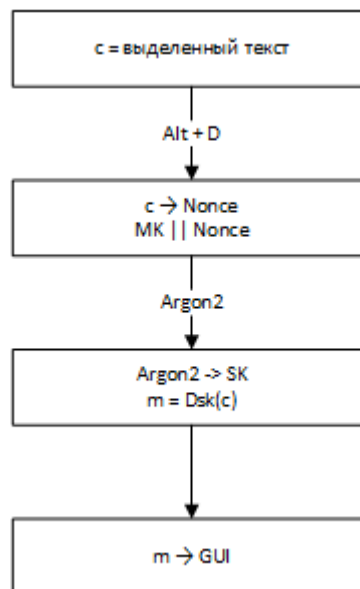 c = выделенный текст
Alt + D
c → Nonce
MK || Nonce
Argon2
Argon2 -> SK
m = Dsk(c)
m → GUI